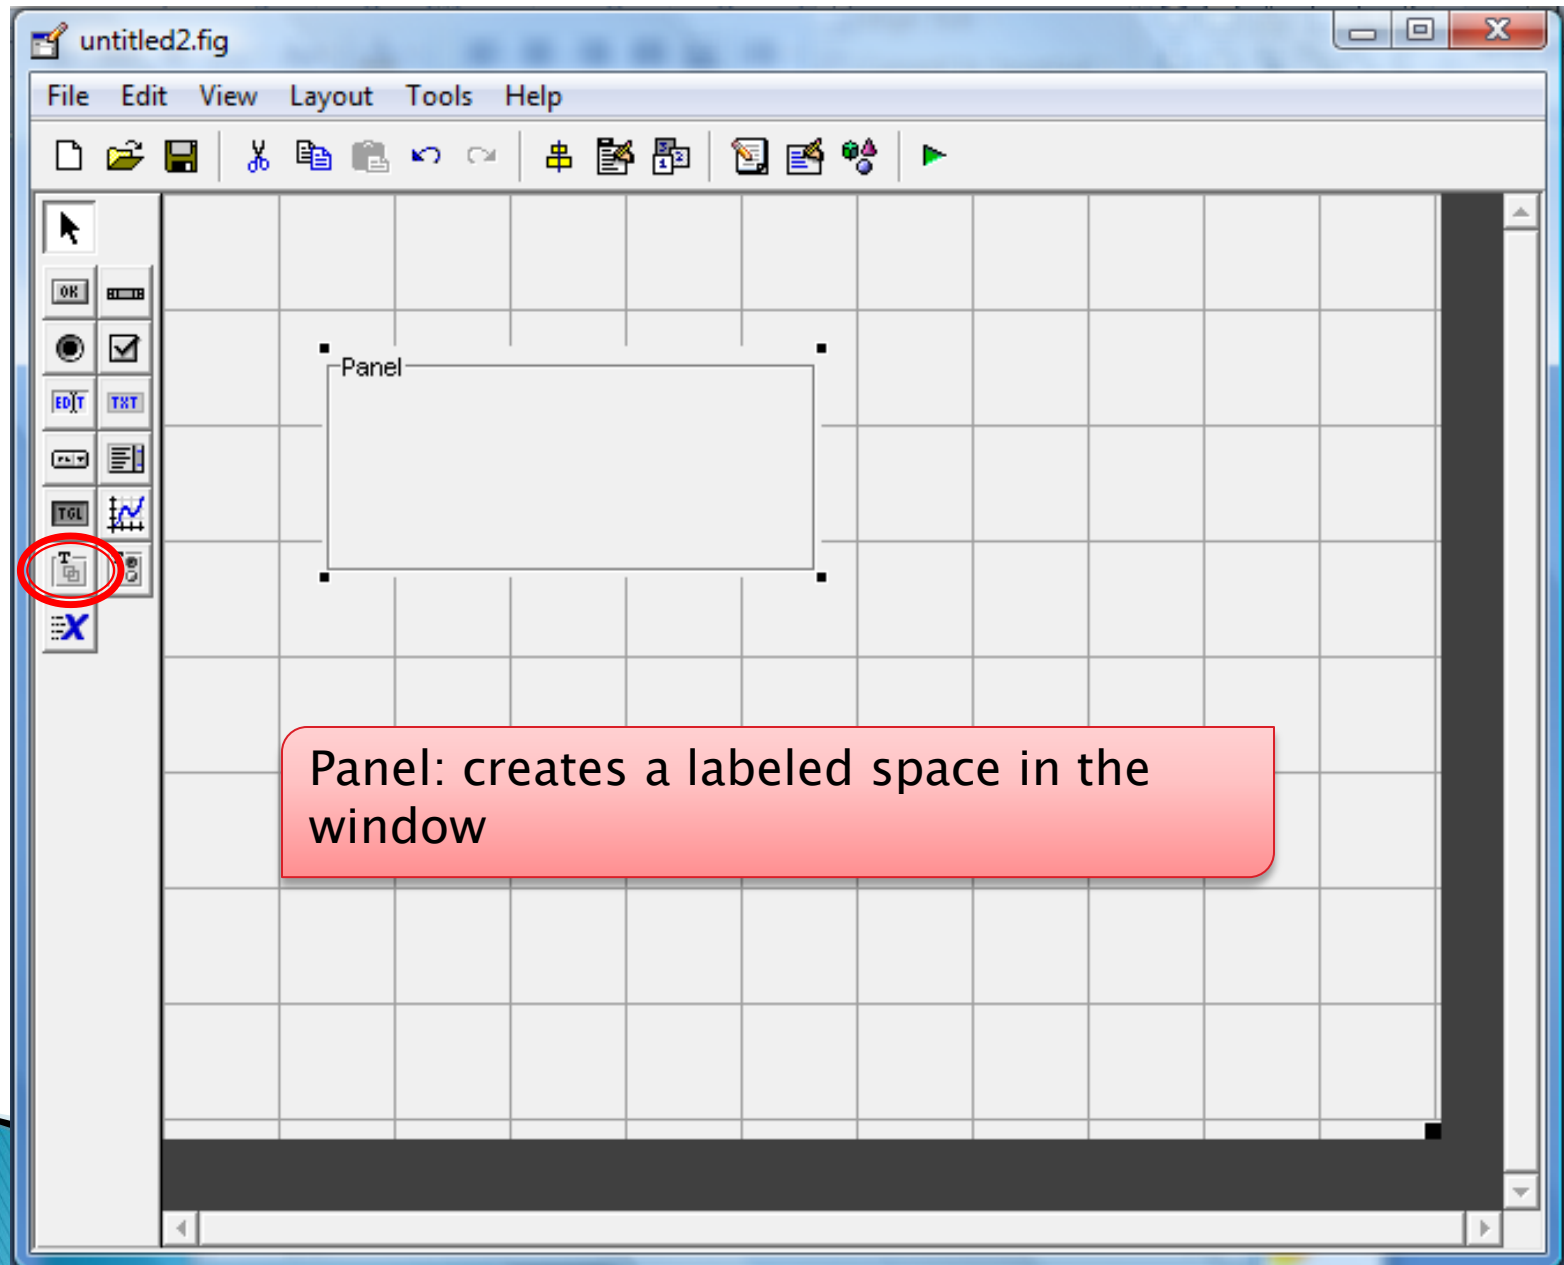 untitled2.fig
File Edit View Layout Tools Help
OK
EDIT TXT
TGL
Panel
Panel: creates a labeled space in the
window